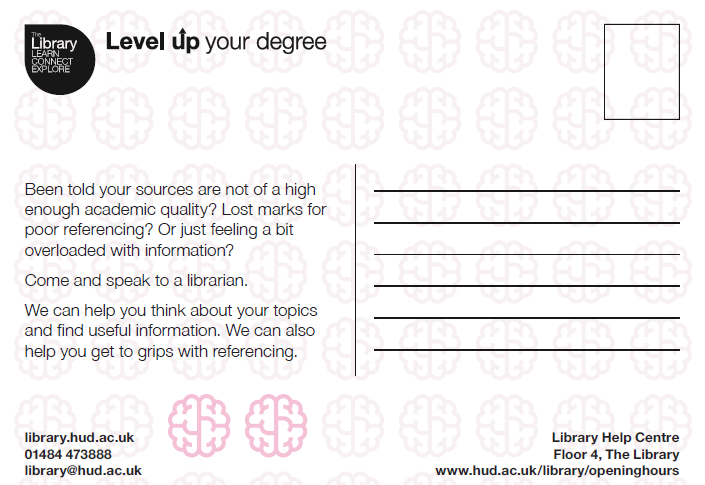 The
Library
LEARN
CONNECT
EXPLORE
Level up your degree
Been told your sources are not of a high
enough academic quality? Lost marks for
poor referencing? Or just feeling a bit
overloaded with information?
Come and speak to a librarian.
We can help you think about your topics
and find useful information. We can also
help you get to grips with referencing.
library.hud.ac.uk
01484 473888
library@hud.ac.uk
Library Help Centre
Floor 4, The Library
www.hud.ac.uk/library/openinghours